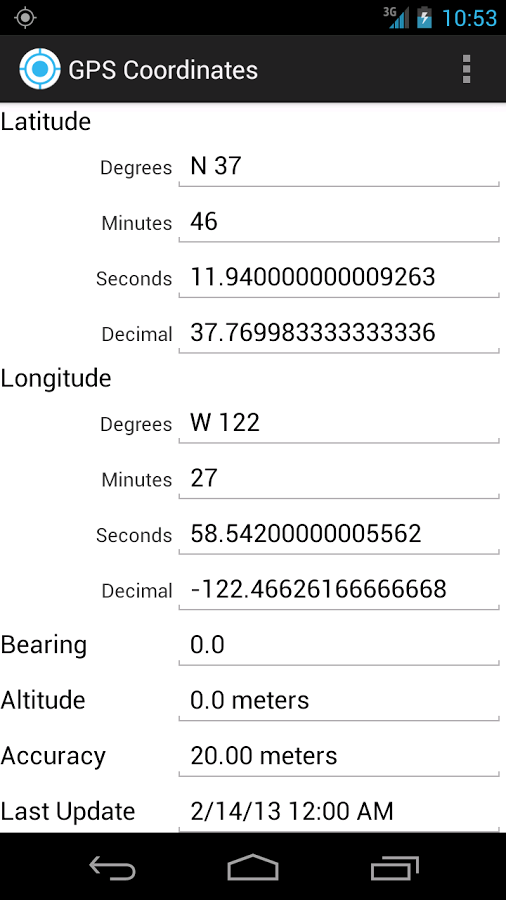 3G 10:53
GPS Coordinates
Latitude
Degrees N 37
Minutes 46
Seconds 11.940000000009263
Decimal 37.769983333333336
Longitude
Degrees W 122
Minutes 27
Seconds 58.54200000005562
Decimal -122.46626166666668
Bearing 0.0
Altitude 0.0 meters
Accuracy 20.00 meters
Last Update 2/14/13 12:00 AM